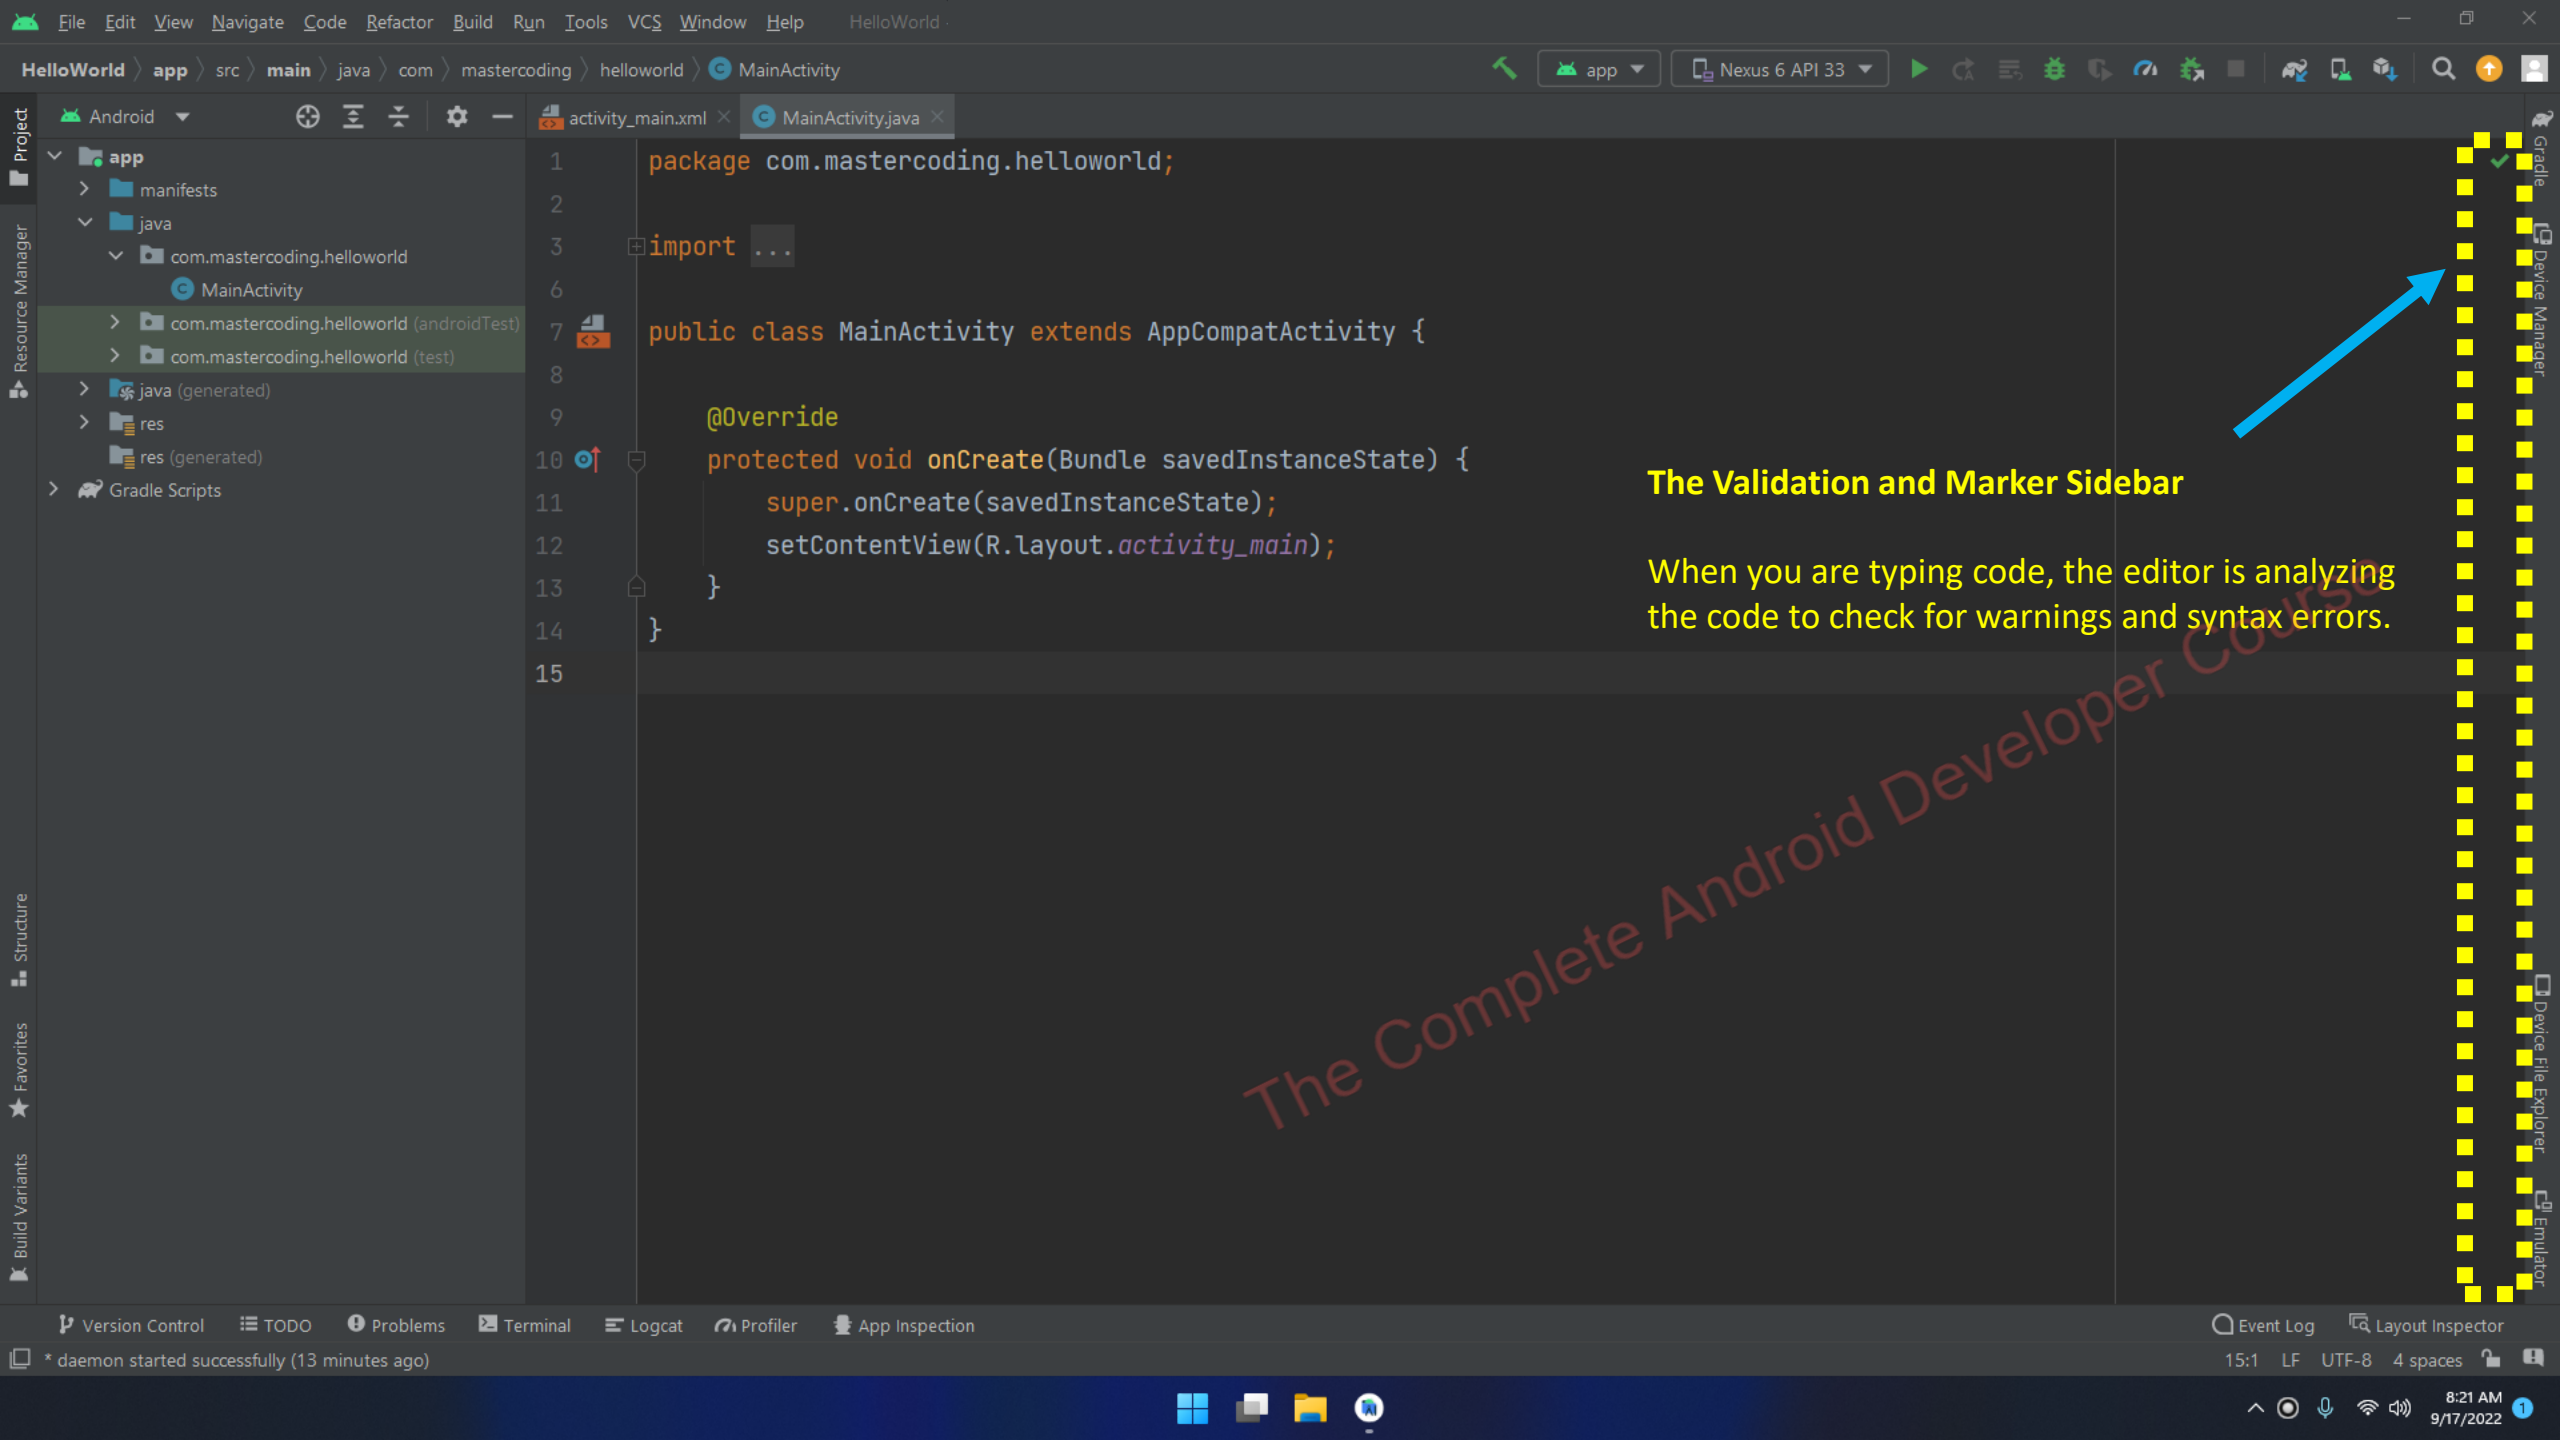 File Edit View Navigate Code Refactor Build Run Tools VCS Window Help HelloWorld -
HelloWorld app src main java com mastercoding helloworld MainActivity
app Nexus 6 API 33
Android
activity_main.xml MainActivity.java
Project
Resource Manager
Structure
Favorites
Build Variants
app
manifests
java
com.mastercoding.helloworld
MainActivity
com.mastercoding.helloworld (androidTest)
com.mastercoding.helloworld (test)
java (generated)
res
res (generated)
Gradle Scripts
1 package com.mastercoding.helloworld;
2
3 import ...
6
7 public class MainActivity extends AppCompatActivity {
8
9 @Override
10 protected void onCreate(Bundle savedInstanceState) {
11 super.onCreate(savedInstanceState);
12 setContentView(R.layout.activity_main);
13 }
14 }
15
The Validation and Marker Sidebar
When you are typing code, the editor is analyzing
the code to check for warnings and syntax errors.
The Complete Android Developer Course
Gradle
Device Manager
Device File Explorer
Emulator
Version Control TODO Problems Terminal Logcat Profiler App Inspection Event Log Layout Inspector
* daemon started successfully (13 minutes ago) 15:1 LF UTF-8 4 spaces
8:21 AM
9/17/2022
1